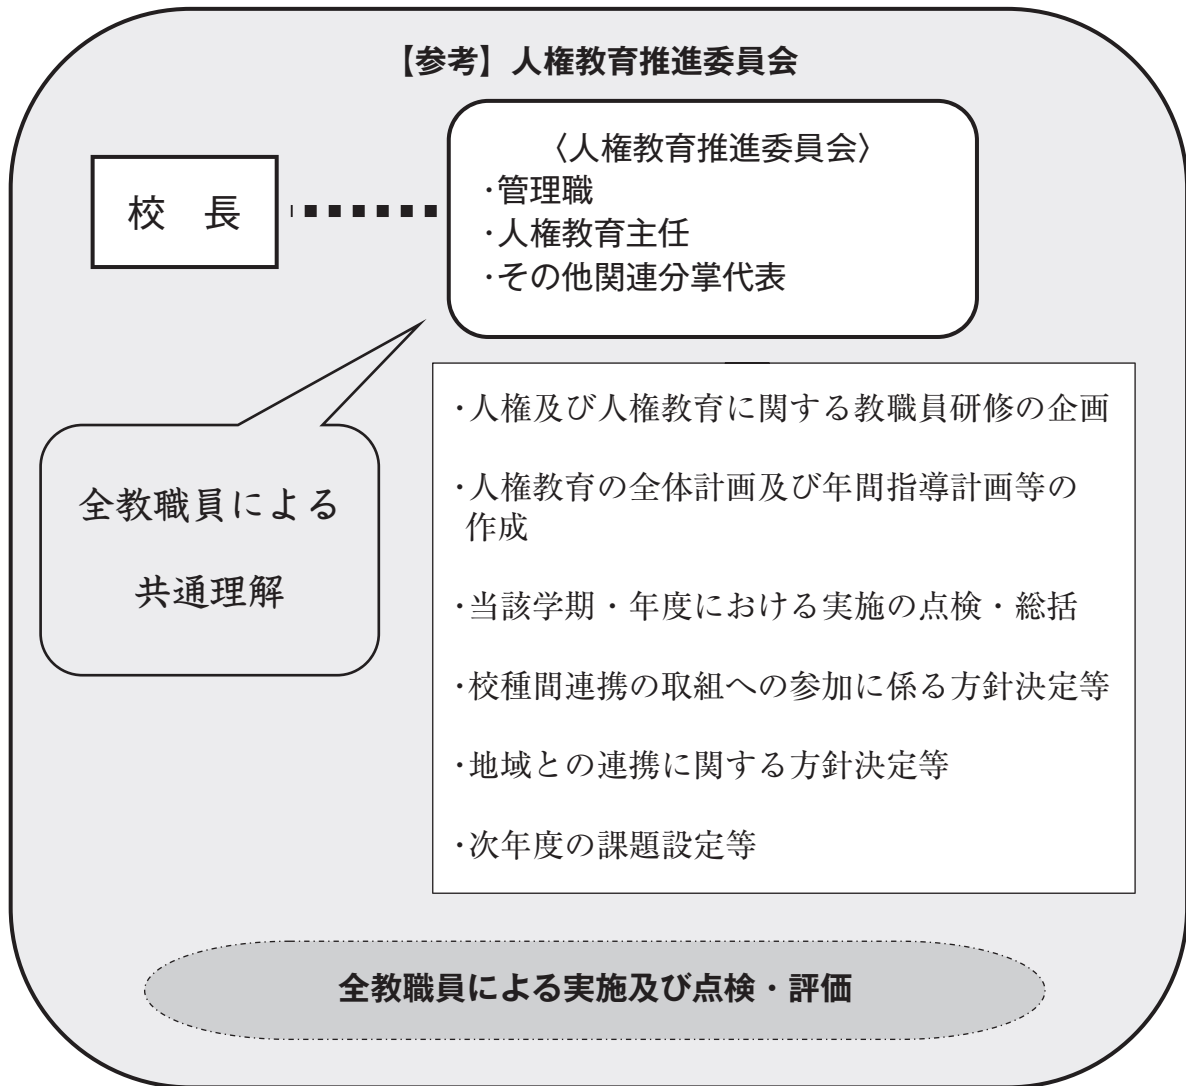 【参考】人権教育推進委員会
〈人権教育推進委員会〉
・管理職
・人権教育主任
・その他関連分掌代表
校　長
・人権及び人権教育に関する教職員研修の企画
・人権教育の全体計画及び年間指導計画等の
作成
・当該学期・年度における実施の点検・総括
・校種間連携の取組への参加に係る方針決定等
・地域との連携に関する方針決定等
・次年度の課題設定等
全教職員による
共通理解
全教職員による実施及び点検・評価